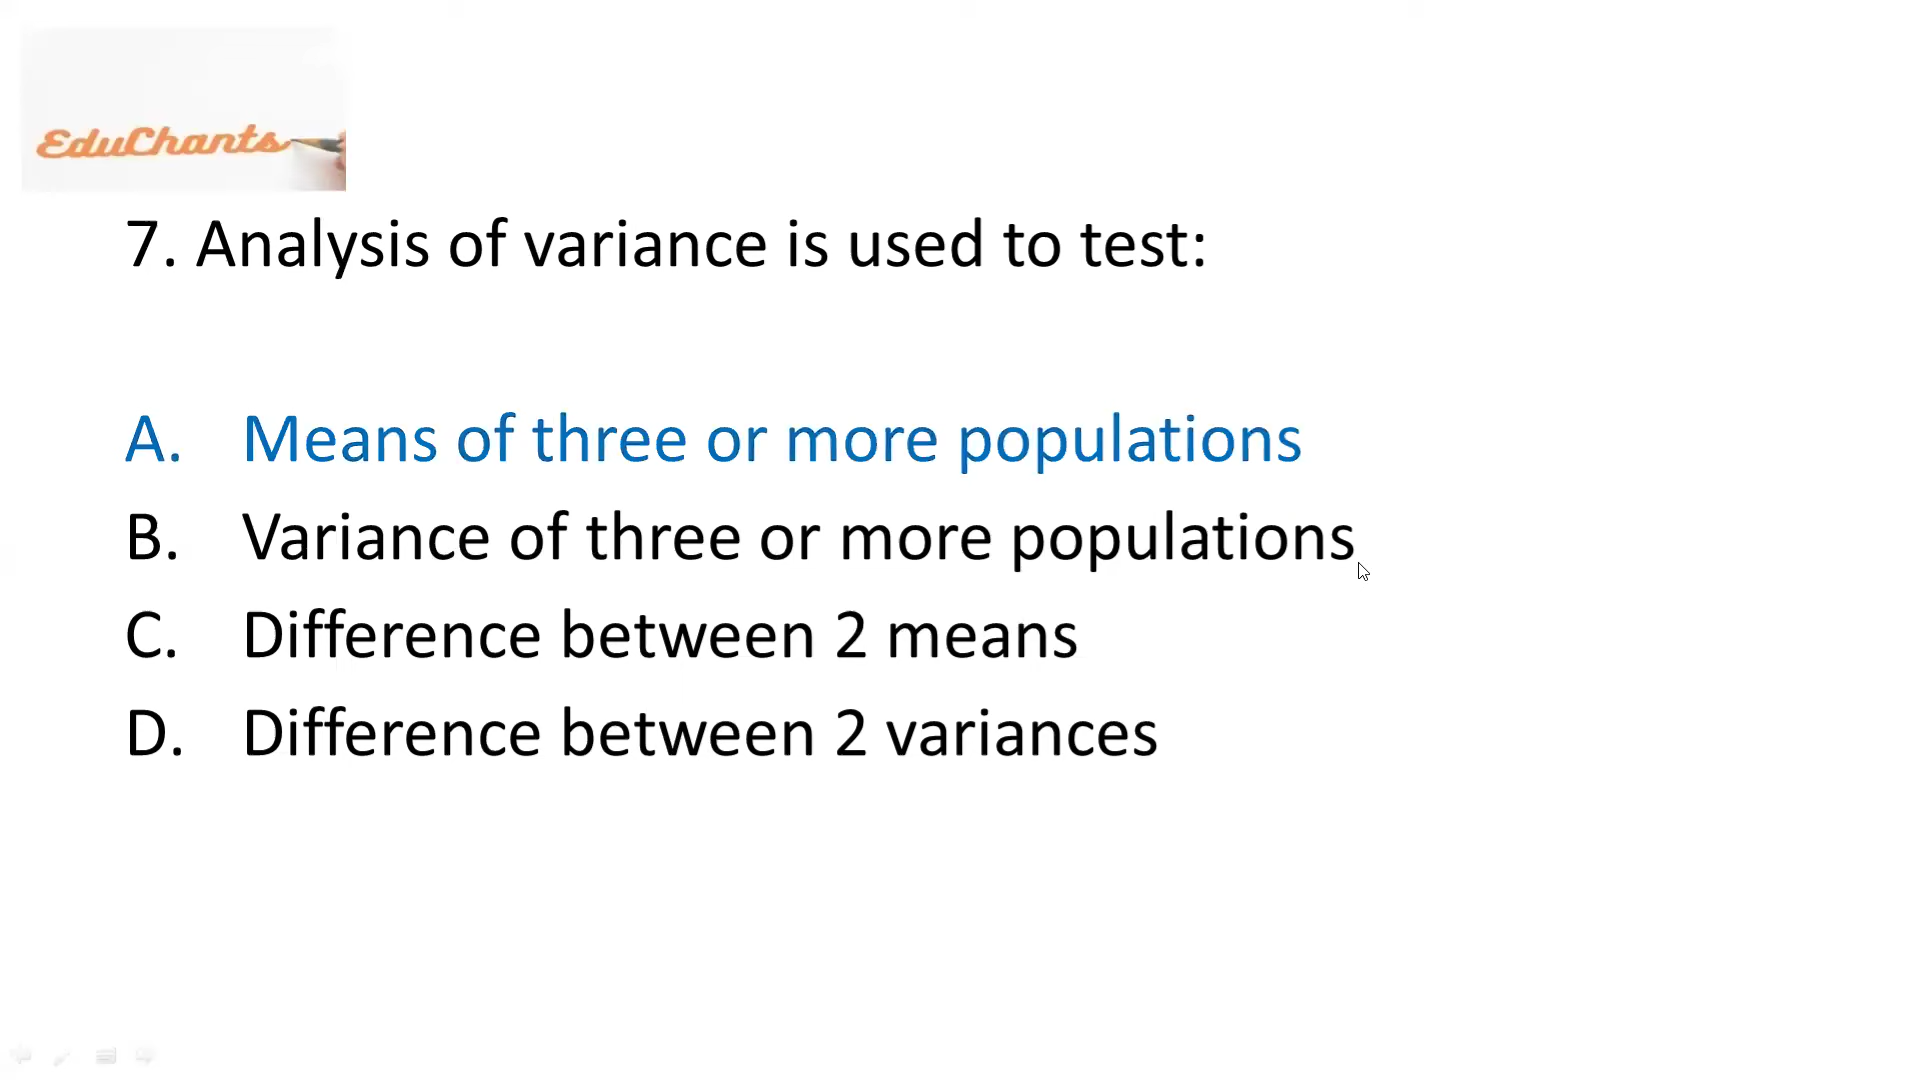 EduChants
7. Analysis of variance is used to test:
A. Means of three or more populations
B. Variance of three or more populations
C. Difference between 2 means
D. Difference between 2 variances